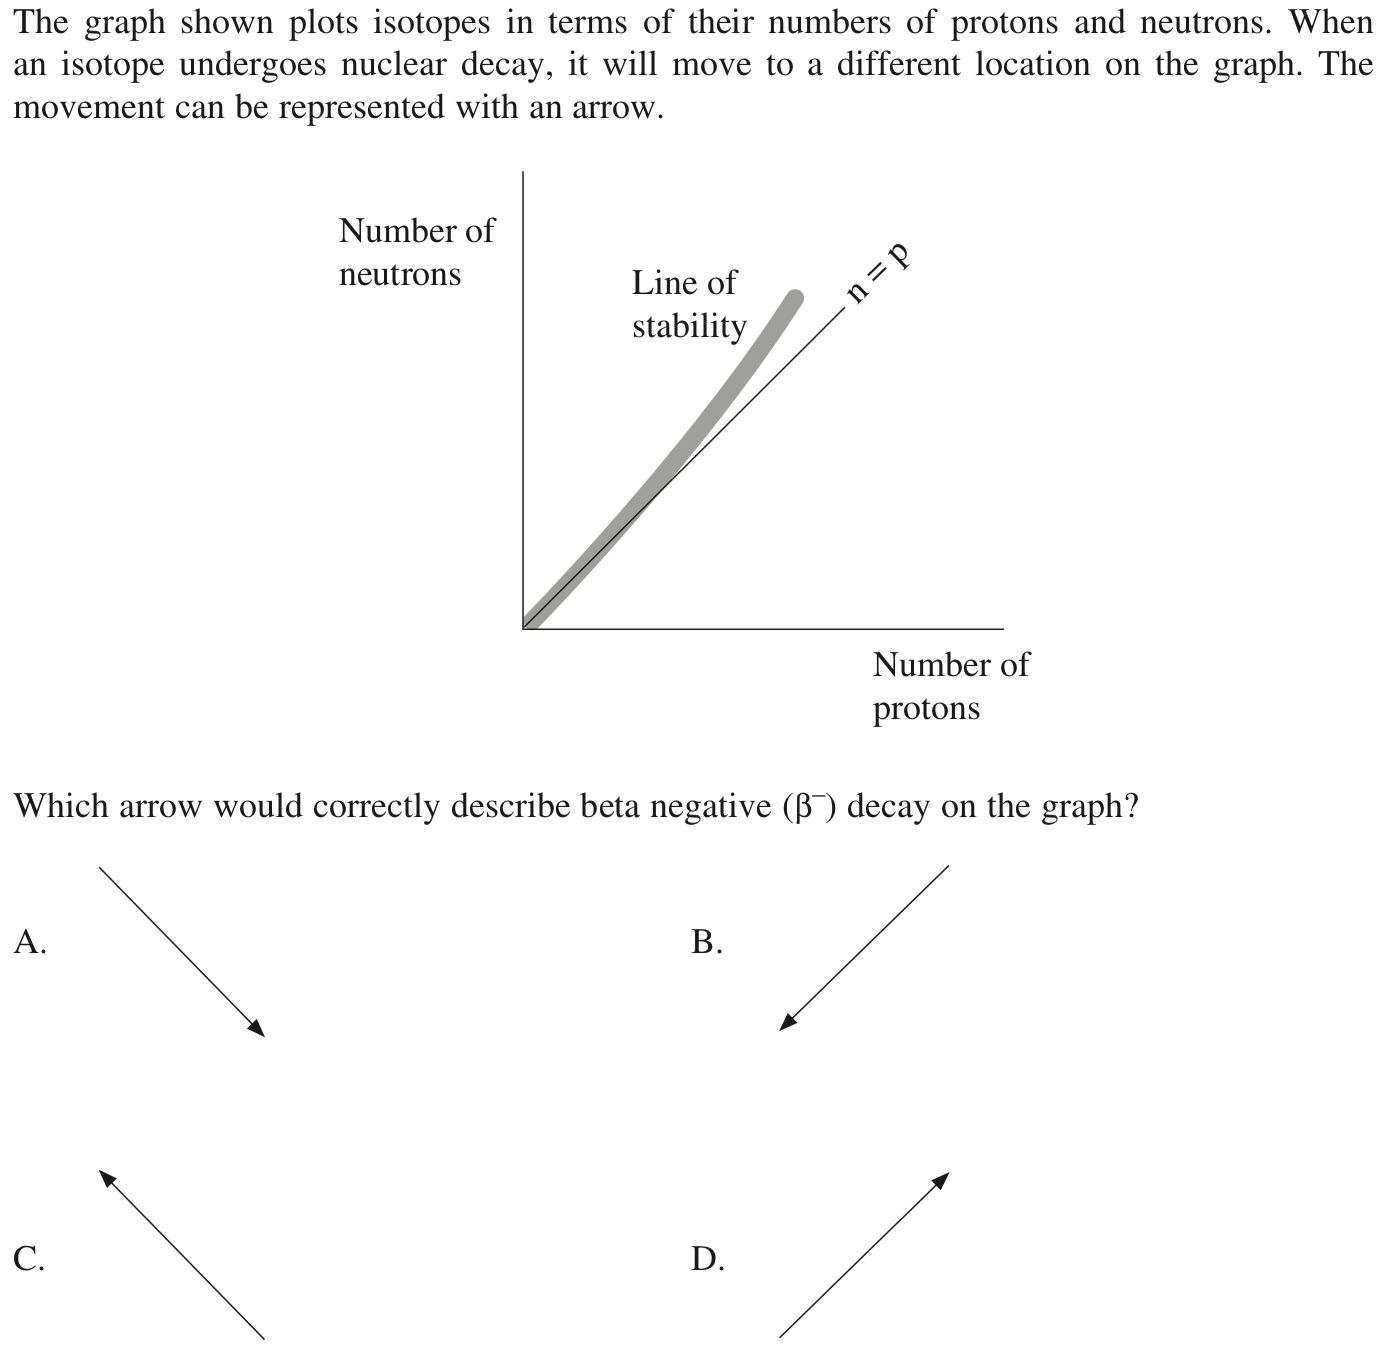 The graph shown plots isotopes in terms of their numbers of protons and neutrons. When
an isotope undergoes nuclear decay, it will move to a different location on the graph. The
movement can be represented with an arrow.
Number of
neutrons
Line of
stability
n = p
Number of
protons
Which arrow would correctly describe beta negative (β⁻) decay on the graph?
A.
B.
C.
D.